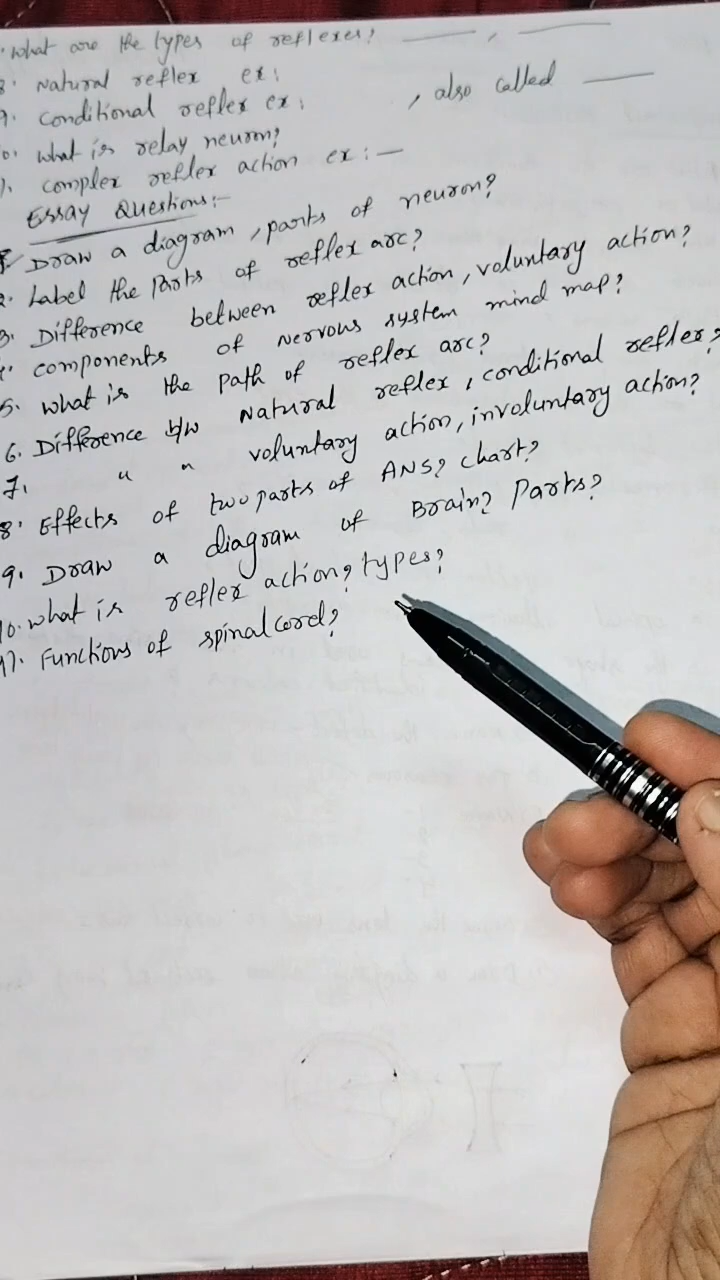 . what are the types of reflexes? ——— , ———
8. Natural reflex ex:
9. Conditional reflex ex: , also called ———
0. what is relay neuron?
1. complex reflex action ex: —
Essay Questions:-
1. Draw a diagram, parts of neuron?
2. Label the parts of reflex arc?
3. Difference between reflex action, voluntary action?
4. components of nervous system mind map?
5. what is the path of reflex arc?
6. Difference b/w Natural reflex, conditional reflex?
7. " " voluntary action, involuntary action?
8. Effects of two parts of ANS? chart?
9. Draw a diagram of Brain? Parts?
10. what is reflex action? types?
11. Functions of spinal cord?